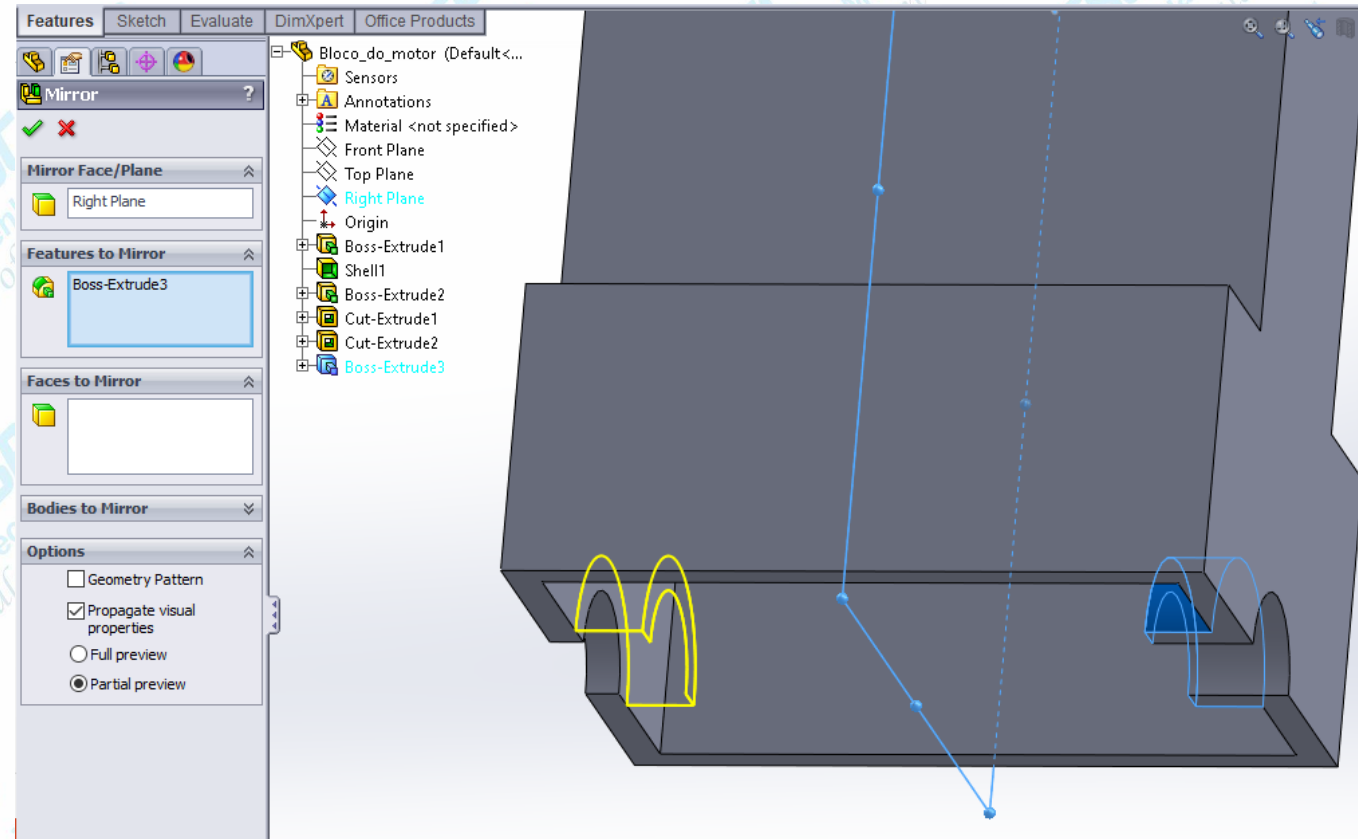 Features Sketch Evaluate DimXpert Office Products
Mirror ?
Mirror Face/Plane
Right Plane
Features to Mirror
Boss-Extrude3
Faces to Mirror
Bodies to Mirror
Options
Geometry Pattern
Propagate visual
properties
Full preview
Partial preview
Bloco_do_motor (Default<...
Sensors
A Annotations
Material <not specified>
Front Plane
Top Plane
Right Plane
Origin
Boss-Extrude1
Shell1
Boss-Extrude2
Cut-Extrude1
Cut-Extrude2
Boss-Extrude3